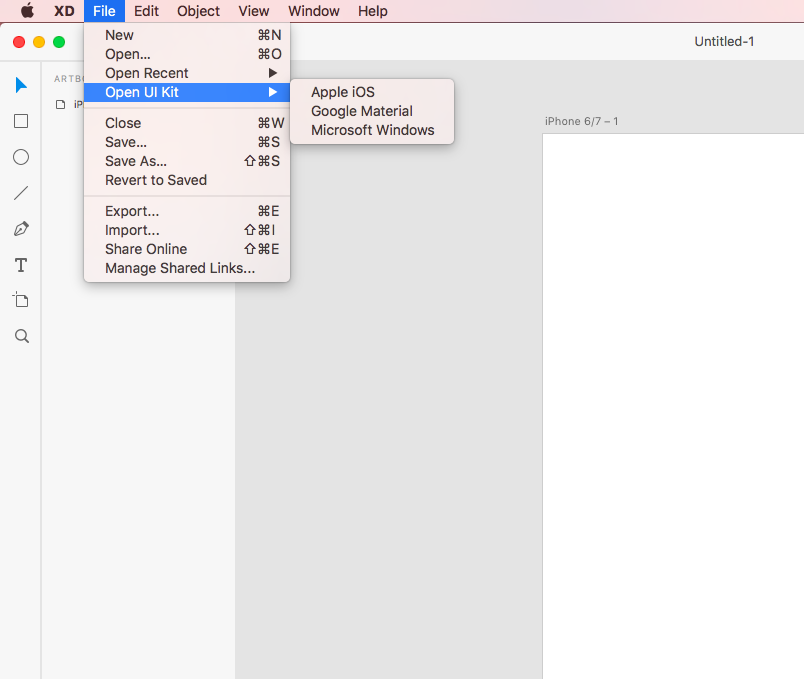 XD File Edit Object View Window Help
Untitled-1
New ⌘N
Open... ⌘O
Open Recent ▶
Open UI Kit ▶
Close ⌘W
Save... ⌘S
Save As... ⇧⌘S
Revert to Saved
Export... ⌘E
Import... ⇧⌘I
Share Online ⇧⌘E
Manage Shared Links...
Apple iOS
Google Material
Microsoft Windows
ARTB
iP
T
iPhone 6/7 – 1